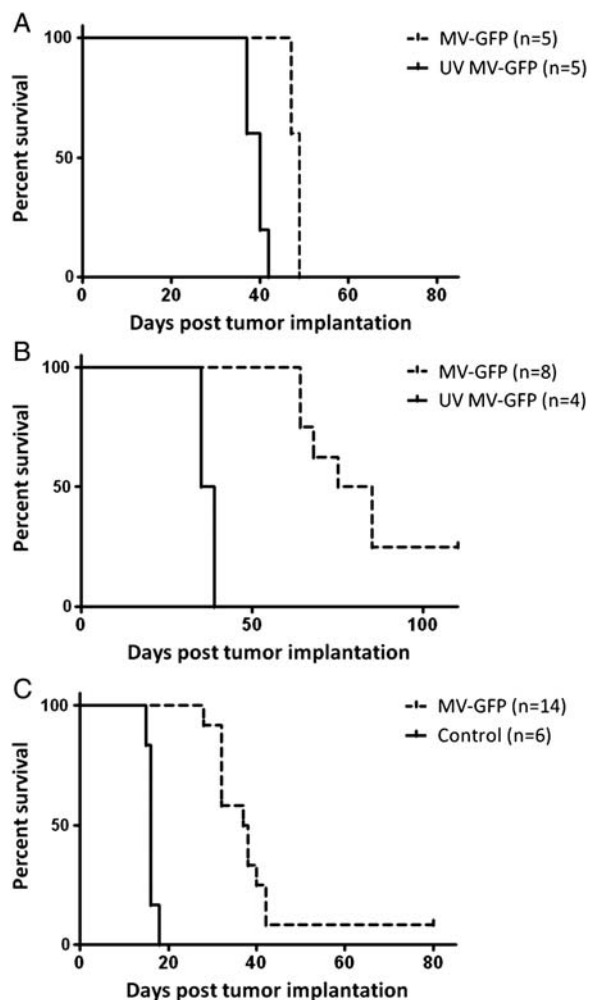 A
100
50
0
Percent survival
MV-GFP (n=5)
UV MV-GFP (n=5)
0 20 40 60 80
Days post tumor implantation
B
100
50
0
Percent survival
MV-GFP (n=8)
UV MV-GFP (n=4)
0 50 100
Days post tumor implantation
C
100
50
0
Percent survival
MV-GFP (n=14)
Control (n=6)
0 20 40 60 80
Days post tumor implantation